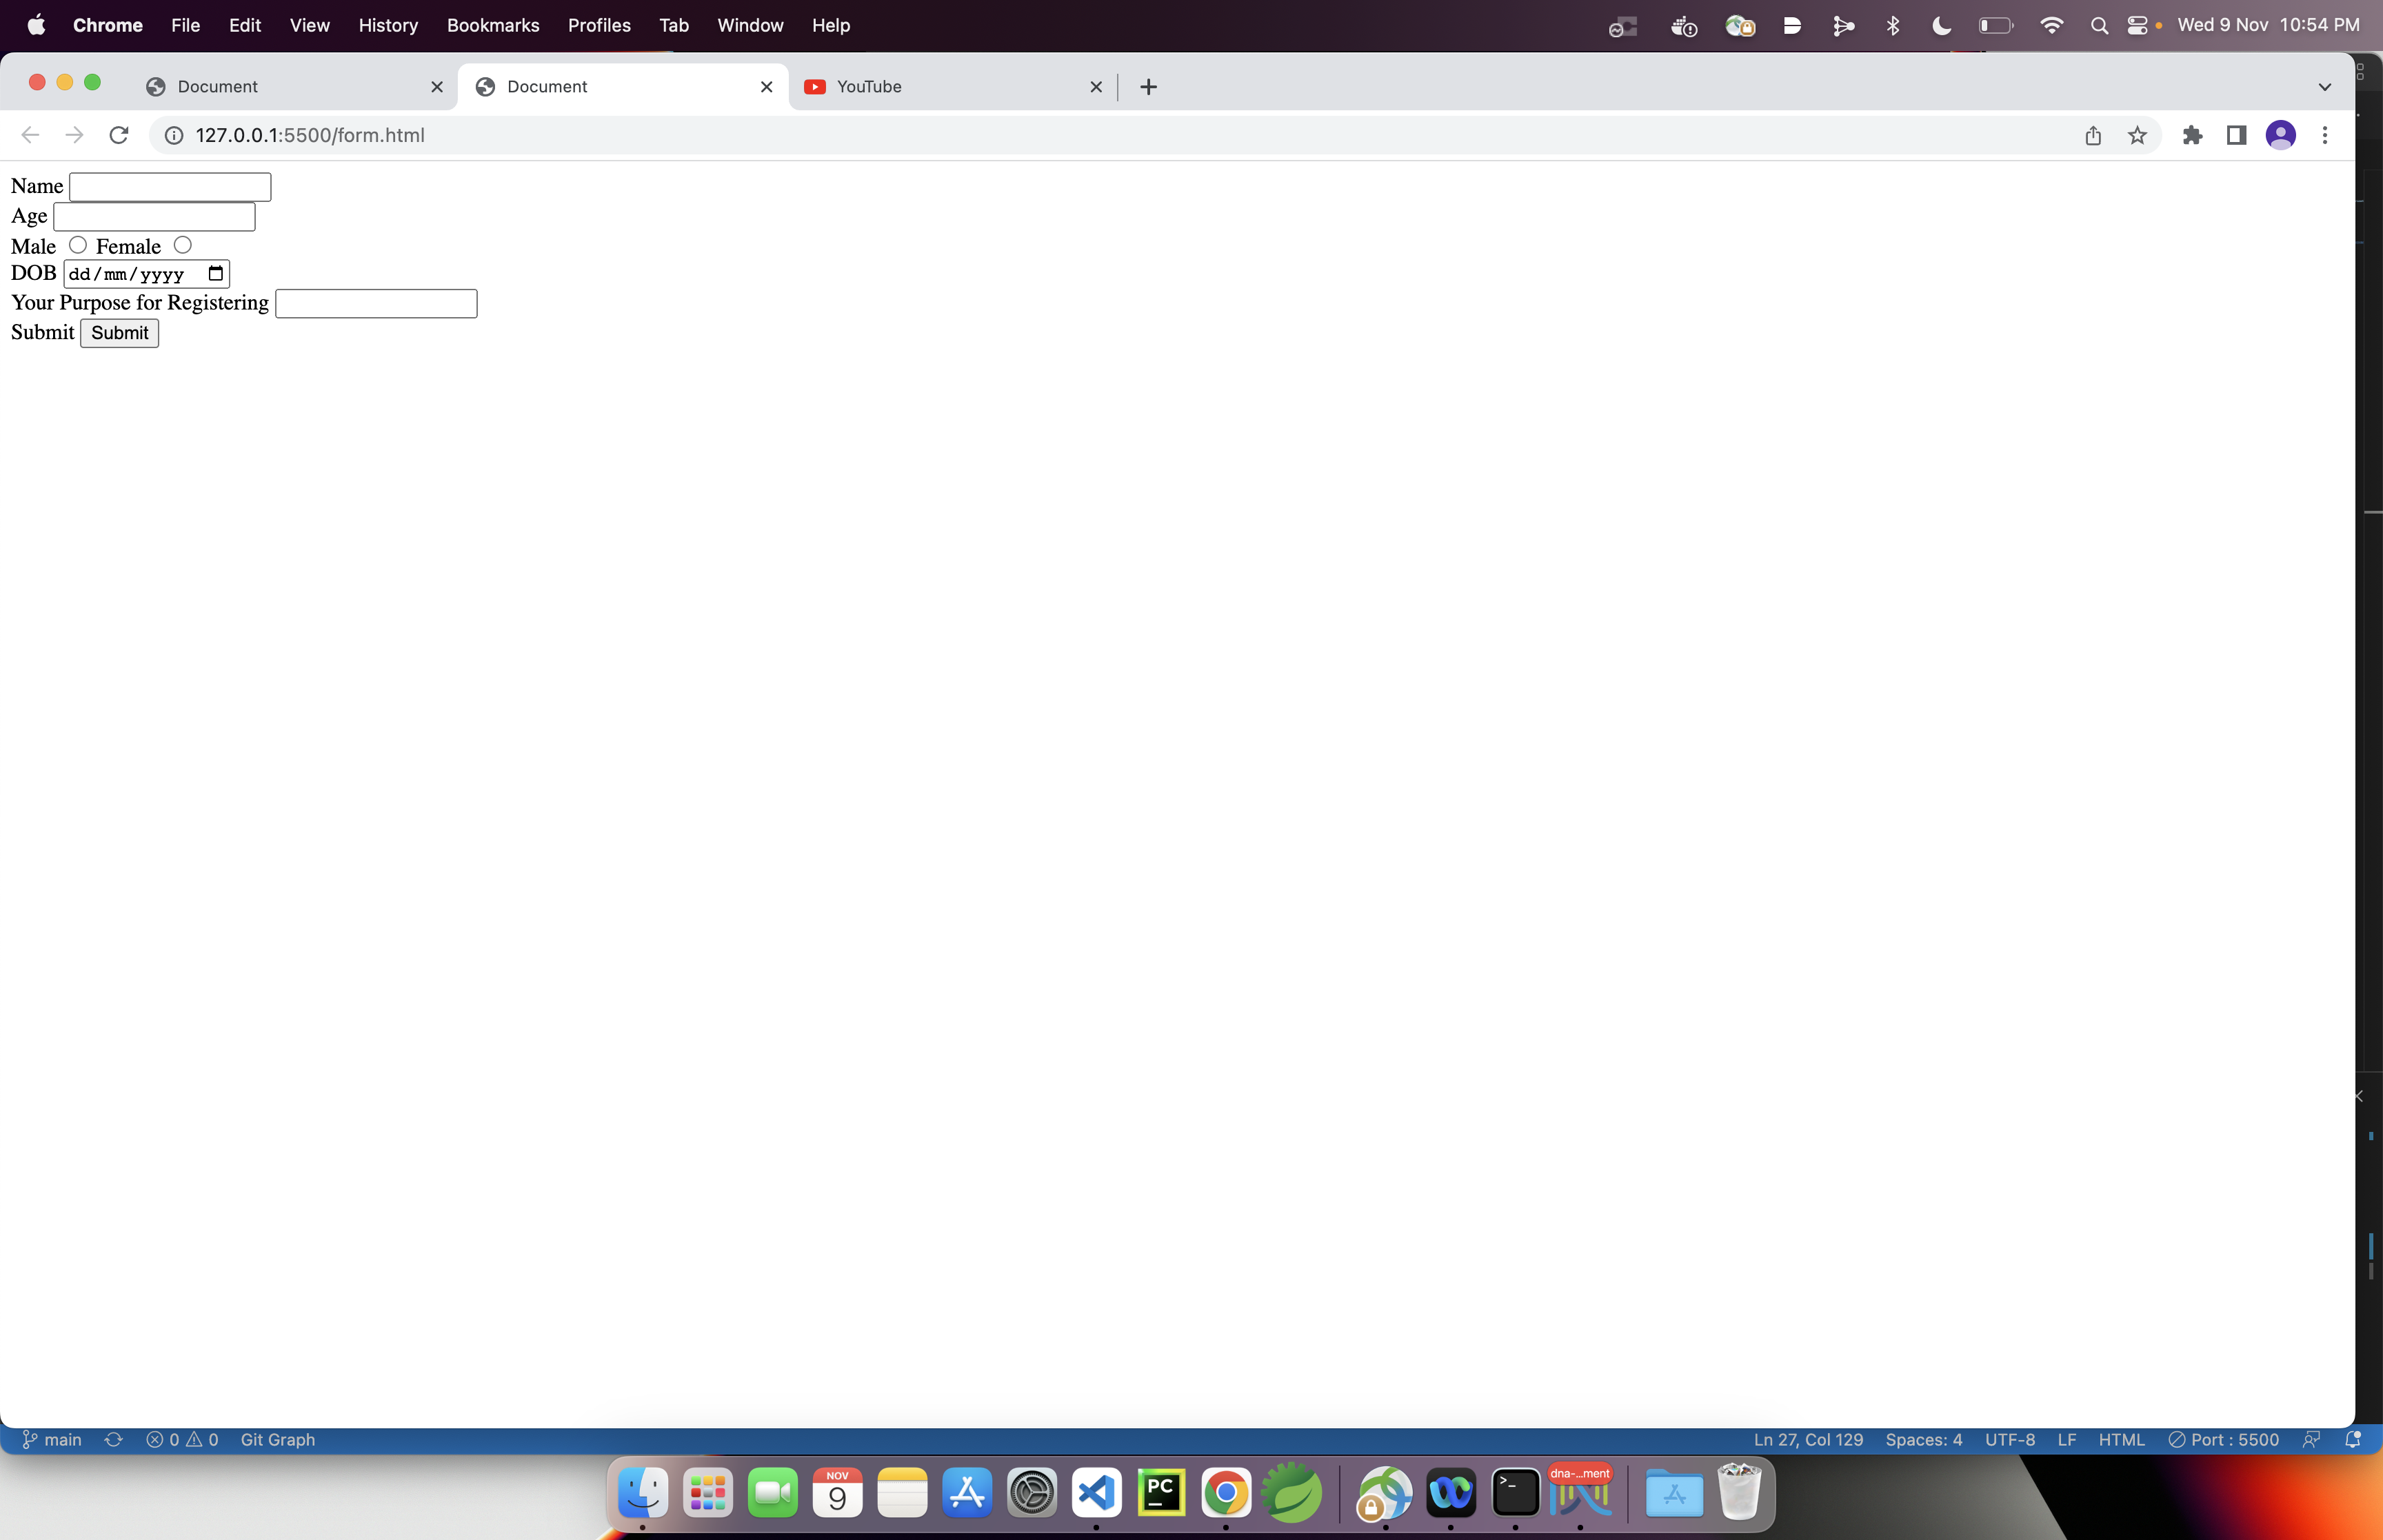 Chrome File Edit View History Bookmarks Profiles Tab Window Help Wed 9 Nov 10:54 PM
Document Document YouTube
127.0.0.1:5500/form.html
Name
Age
Male Female
DOB dd/mm/yyyy
Your Purpose for Registering
Submit Submit
main 0 0 Git Graph Ln 27, Col 129 Spaces: 4 UTF-8 LF HTML Port : 5500
NOV
9
PC
dna-...ment